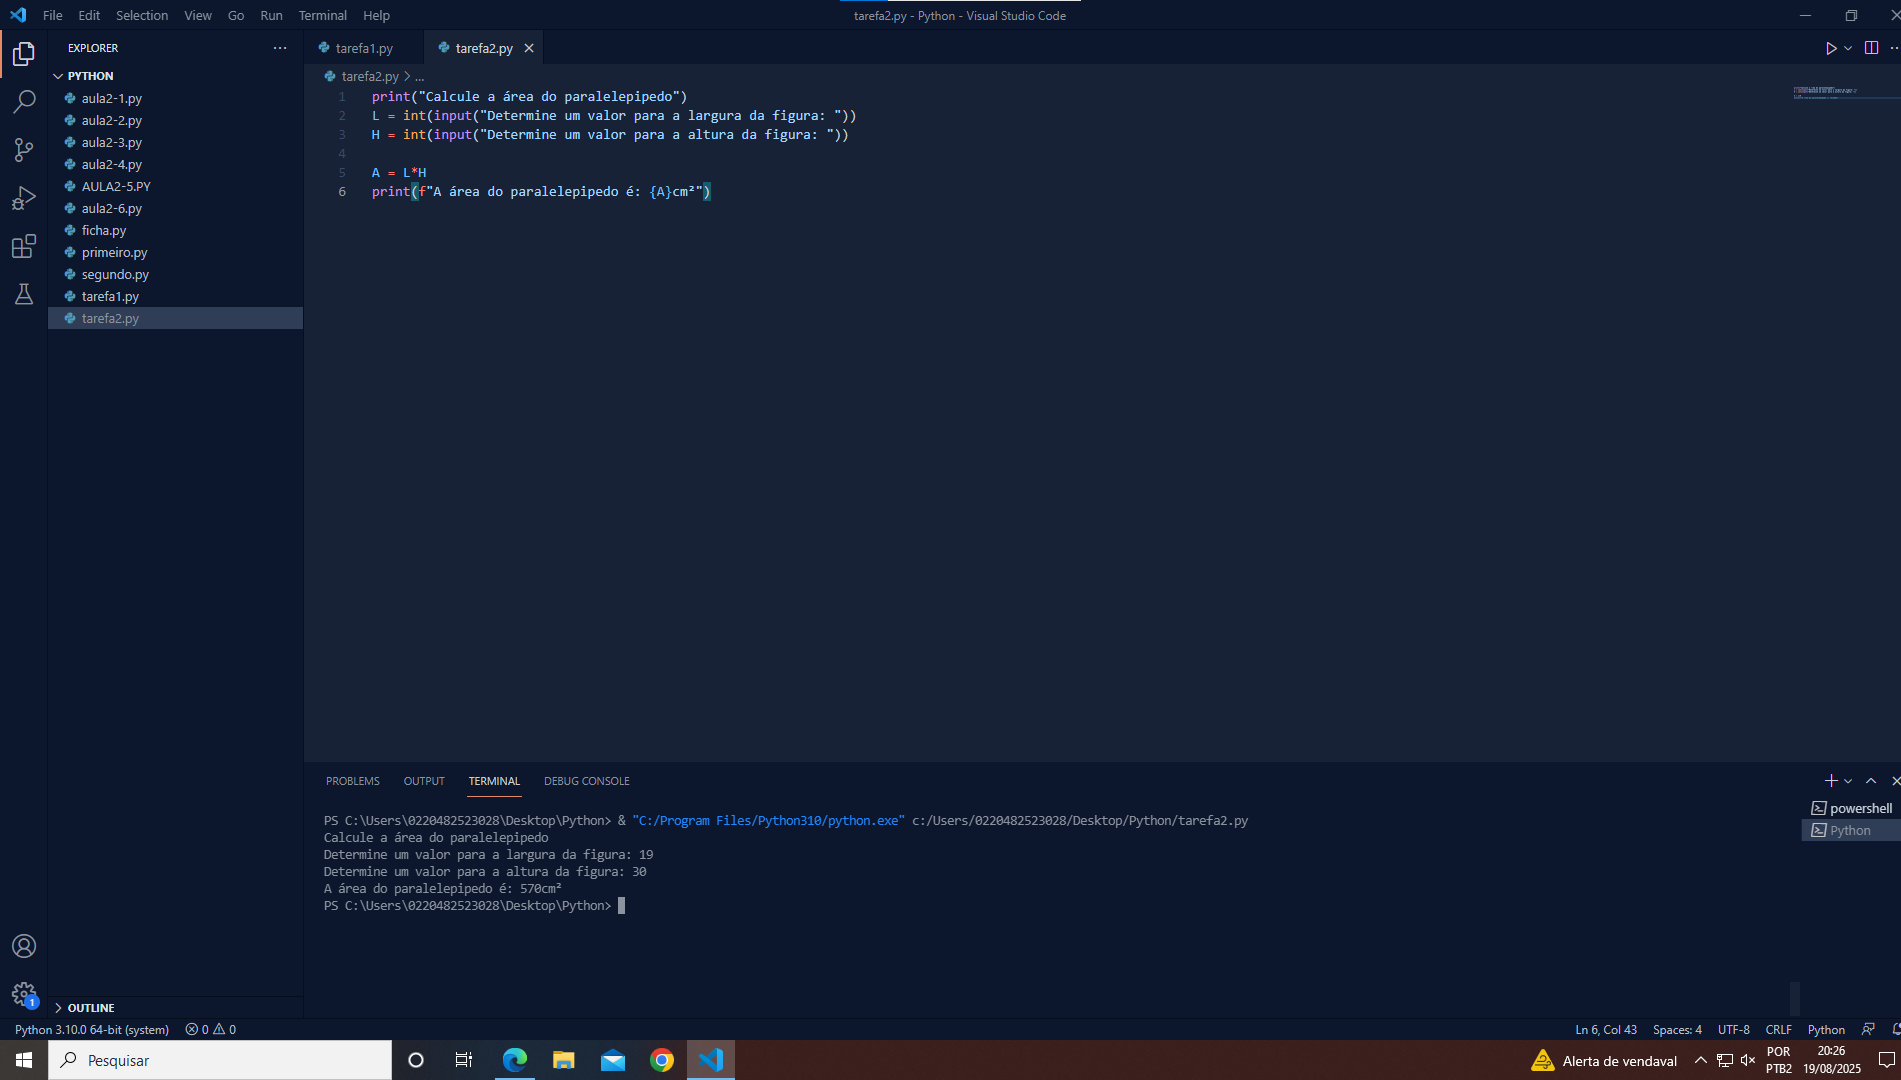 File Edit Selection View Go Run Terminal Help
tarefa2.py - Python - Visual Studio Code
EXPLORER
PYTHON
aula2-1.py
aula2-2.py
aula2-3.py
aula2-4.py
AULA2-5.PY
aula2-6.py
ficha.py
primeiro.py
segundo.py
tarefa1.py
tarefa2.py
OUTLINE
tarefa1.py tarefa2.py
tarefa2.py > ...
1 print("Calcule a área do paralelepipedo")
2 L = int(input("Determine um valor para a largura da figura: "))
3 H = int(input("Determine um valor para a altura da figura: "))
4
5 A = L*H
6 print(f"A área do paralelepipedo é: {A}cm²")
PROBLEMS OUTPUT TERMINAL DEBUG CONSOLE
PS C:\Users\0220482523028\Desktop\Python> & "C:/Program Files/Python310/python.exe" c:/Users/0220482523028/Desktop/Python/tarefa2.py
Calcule a área do paralelepipedo
Determine um valor para a largura da figura: 19
Determine um valor para a altura da figura: 30
A área do paralelepipedo é: 570cm²
PS C:\Users\0220482523028\Desktop\Python>
powershell
Python
1
Python 3.10.0 64-bit (system) 0 0
Ln 6, Col 43 Spaces: 4 UTF-8 CRLF Python
Pesquisar
Alerta de vendaval
POR
PTB2
20:26
19/08/2025